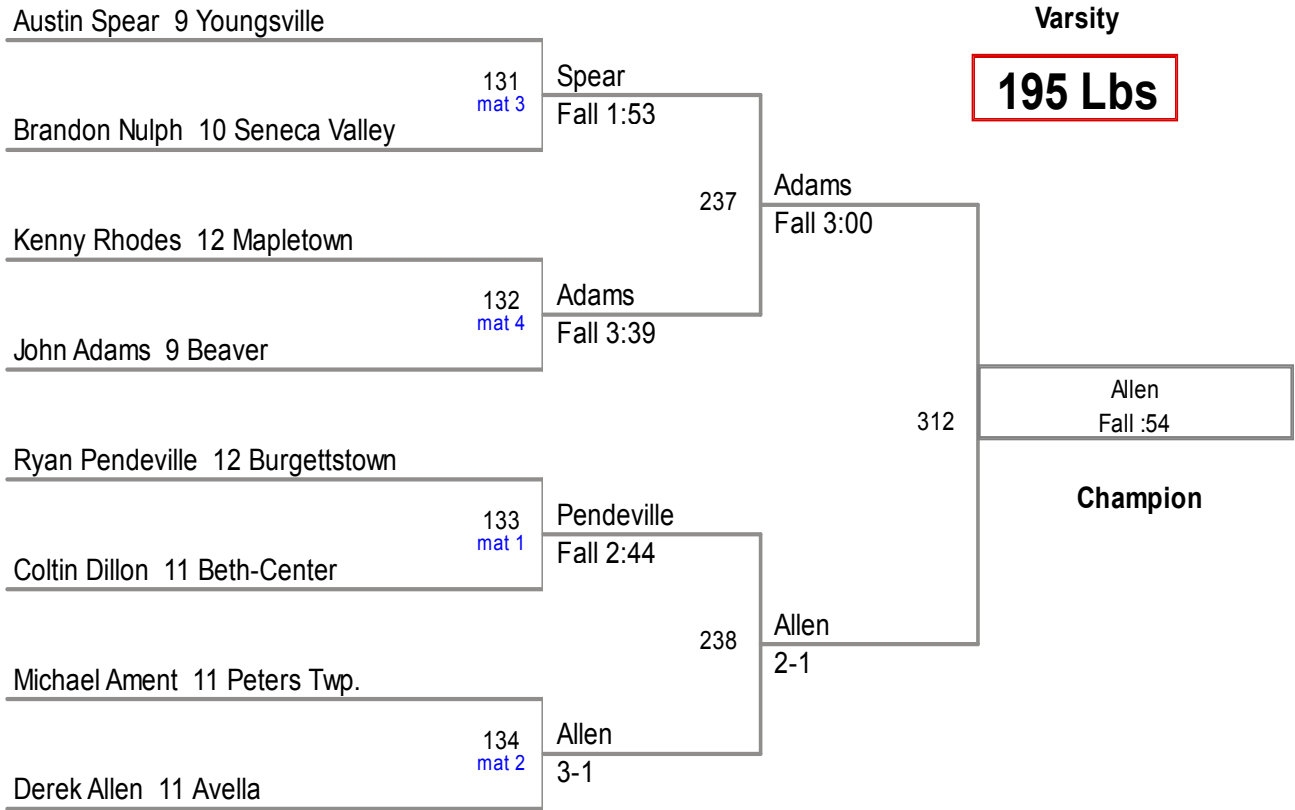 Austin Spear 9 Youngsville
Varsity
195 Lbs
131
mat 3
Spear
Fall 1:53
Brandon Nulph 10 Seneca Valley
237
Adams
Fall 3:00
Kenny Rhodes 12 Mapletown
132
mat 4
Adams
Fall 3:39
John Adams 9 Beaver
312
Allen
Fall :54
Champion
Ryan Pendeville 12 Burgettstown
133
mat 1
Pendeville
Fall 2:44
Coltin Dillon 11 Beth-Center
238
Allen
2-1
Michael Ament 11 Peters Twp.
134
mat 2
Allen
3-1
Derek Allen 11 Avella